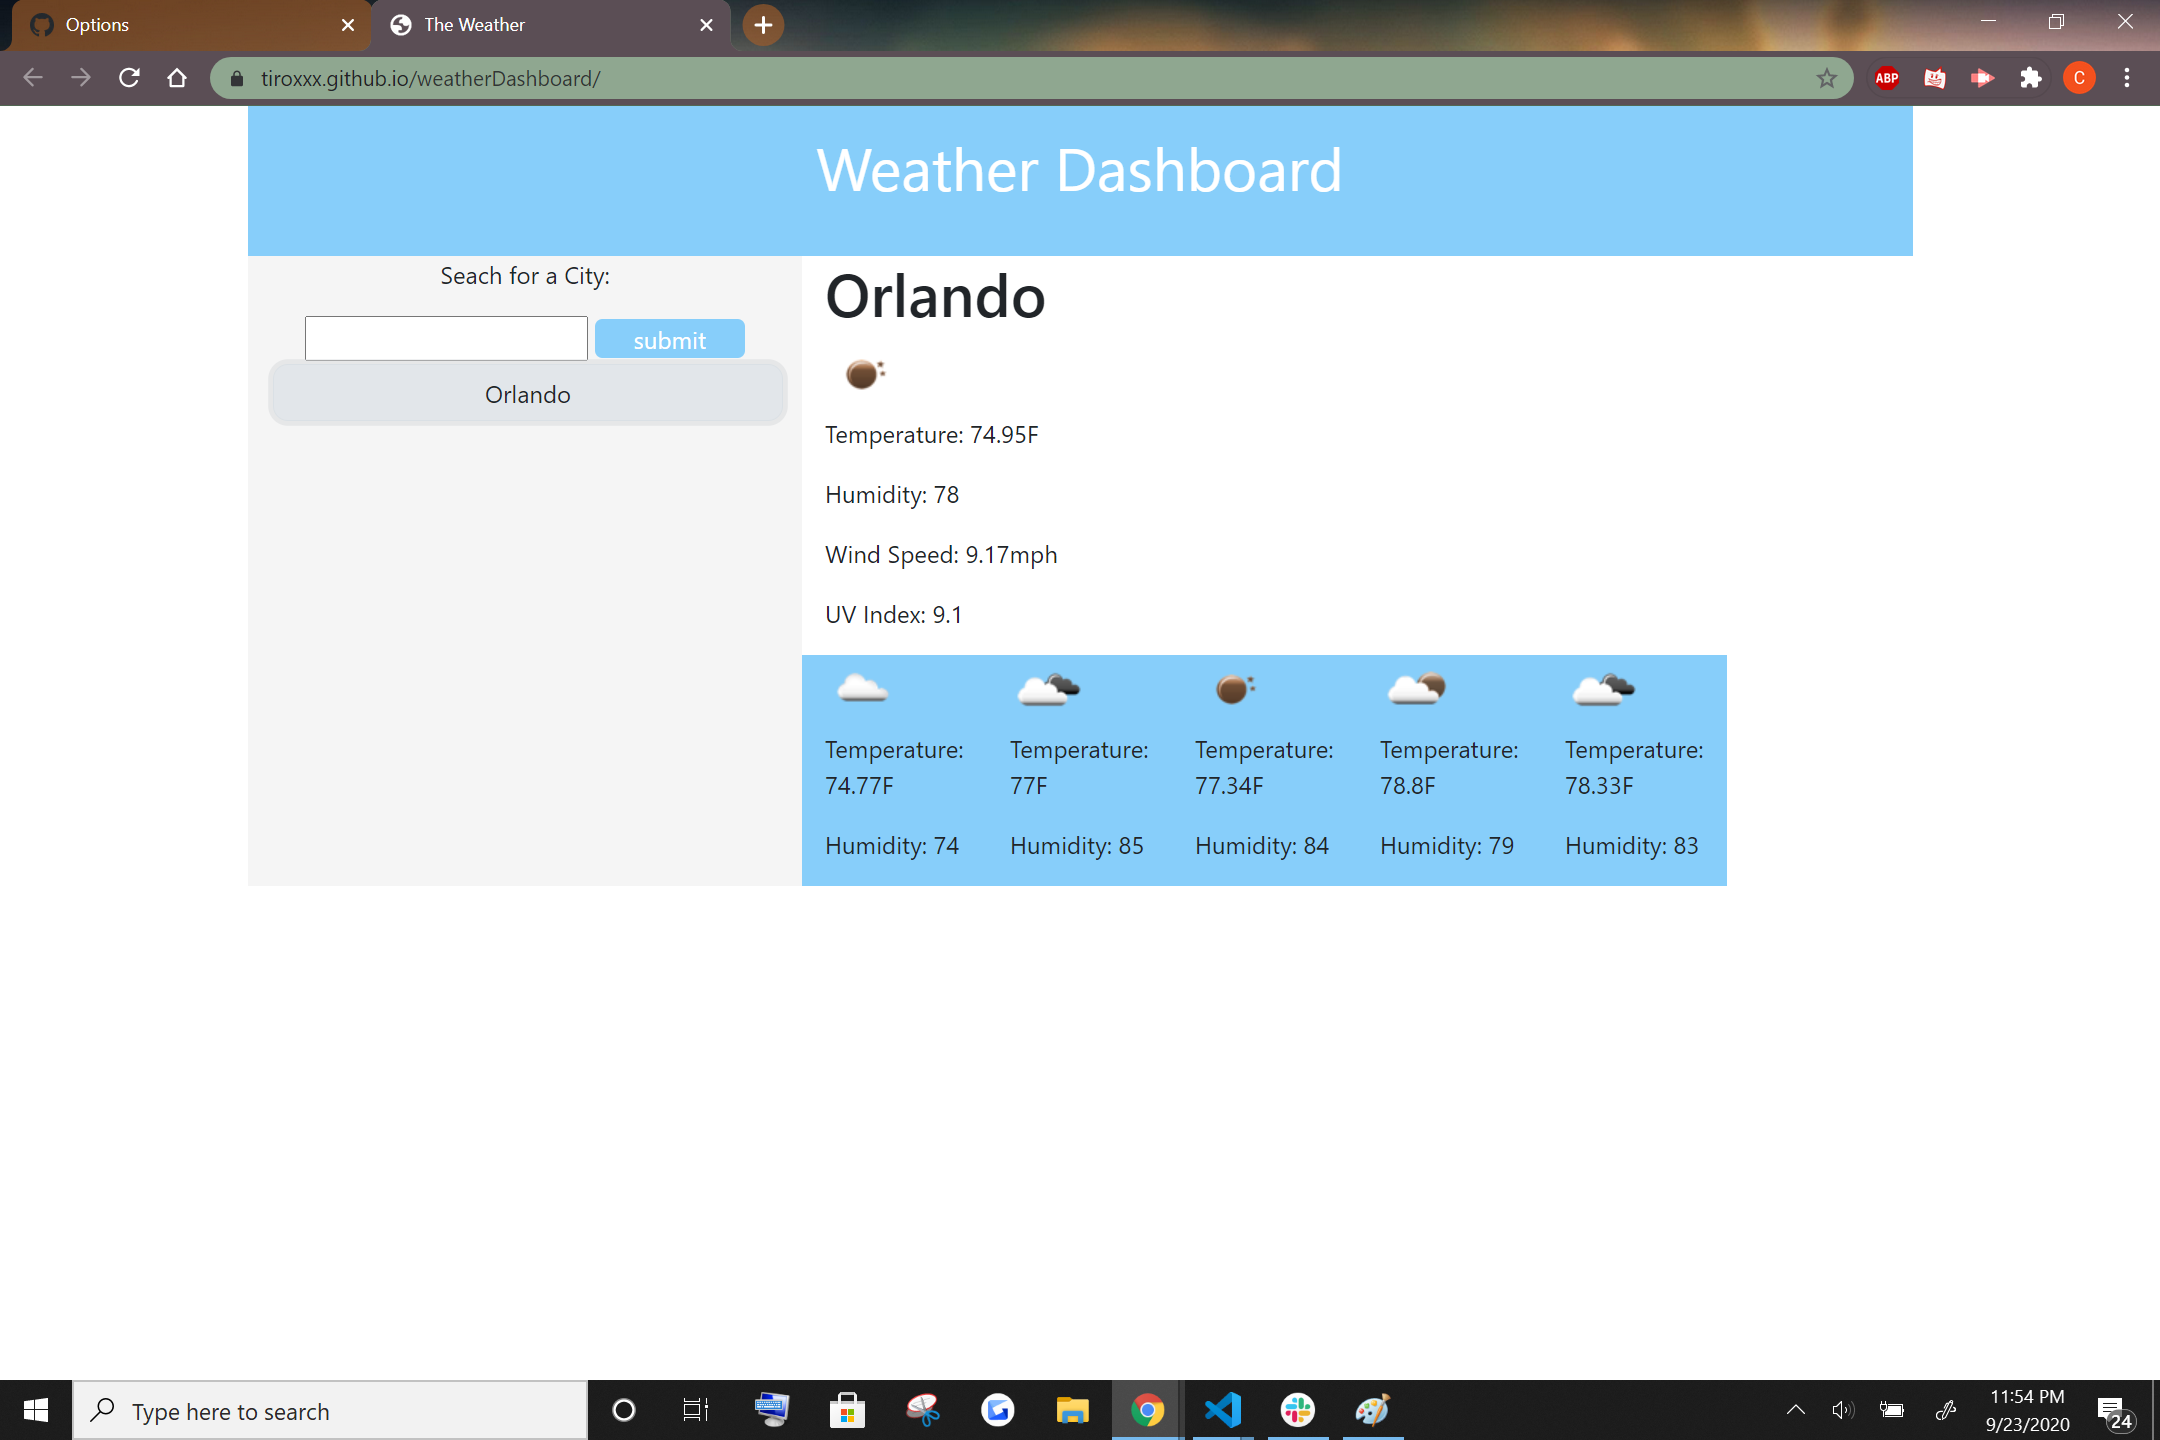 Options
The Weather
tiroxxx.github.io/weatherDashboard/
ABP
C
Weather Dashboard
Seach for a City:
submit
Orlando
Orlando
Temperature: 74.95F
Humidity: 78
Wind Speed: 9.17mph
UV Index: 9.1
Temperature: 74.77F
Humidity: 74
Temperature: 77F
Humidity: 85
Temperature: 77.34F
Humidity: 84
Temperature: 78.8F
Humidity: 79
Temperature: 78.33F
Humidity: 83
Type here to search
11:54 PM
9/23/2020
24